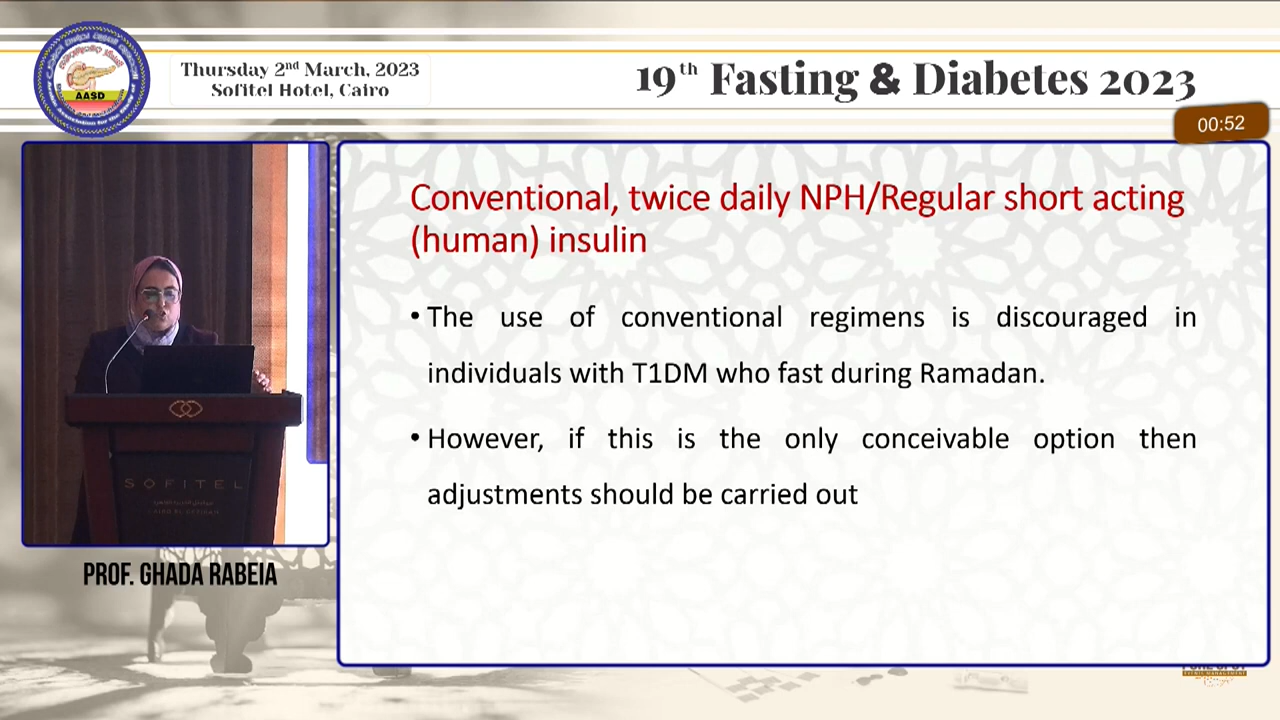 AASD
Thursday 2nd March, 2023
Sofitel Hotel, Cairo
19th Fasting & Diabetes 2023
00:52
Conventional, twice daily NPH/Regular short acting
(human) insulin
• The use of conventional regimens is discouraged in
individuals with T1DM who fast during Ramadan.
• However, if this is the only conceivable option then
adjustments should be carried out
SOFITEL
PROF. GHADA RABEIA
EVENTS MANAGEMENT